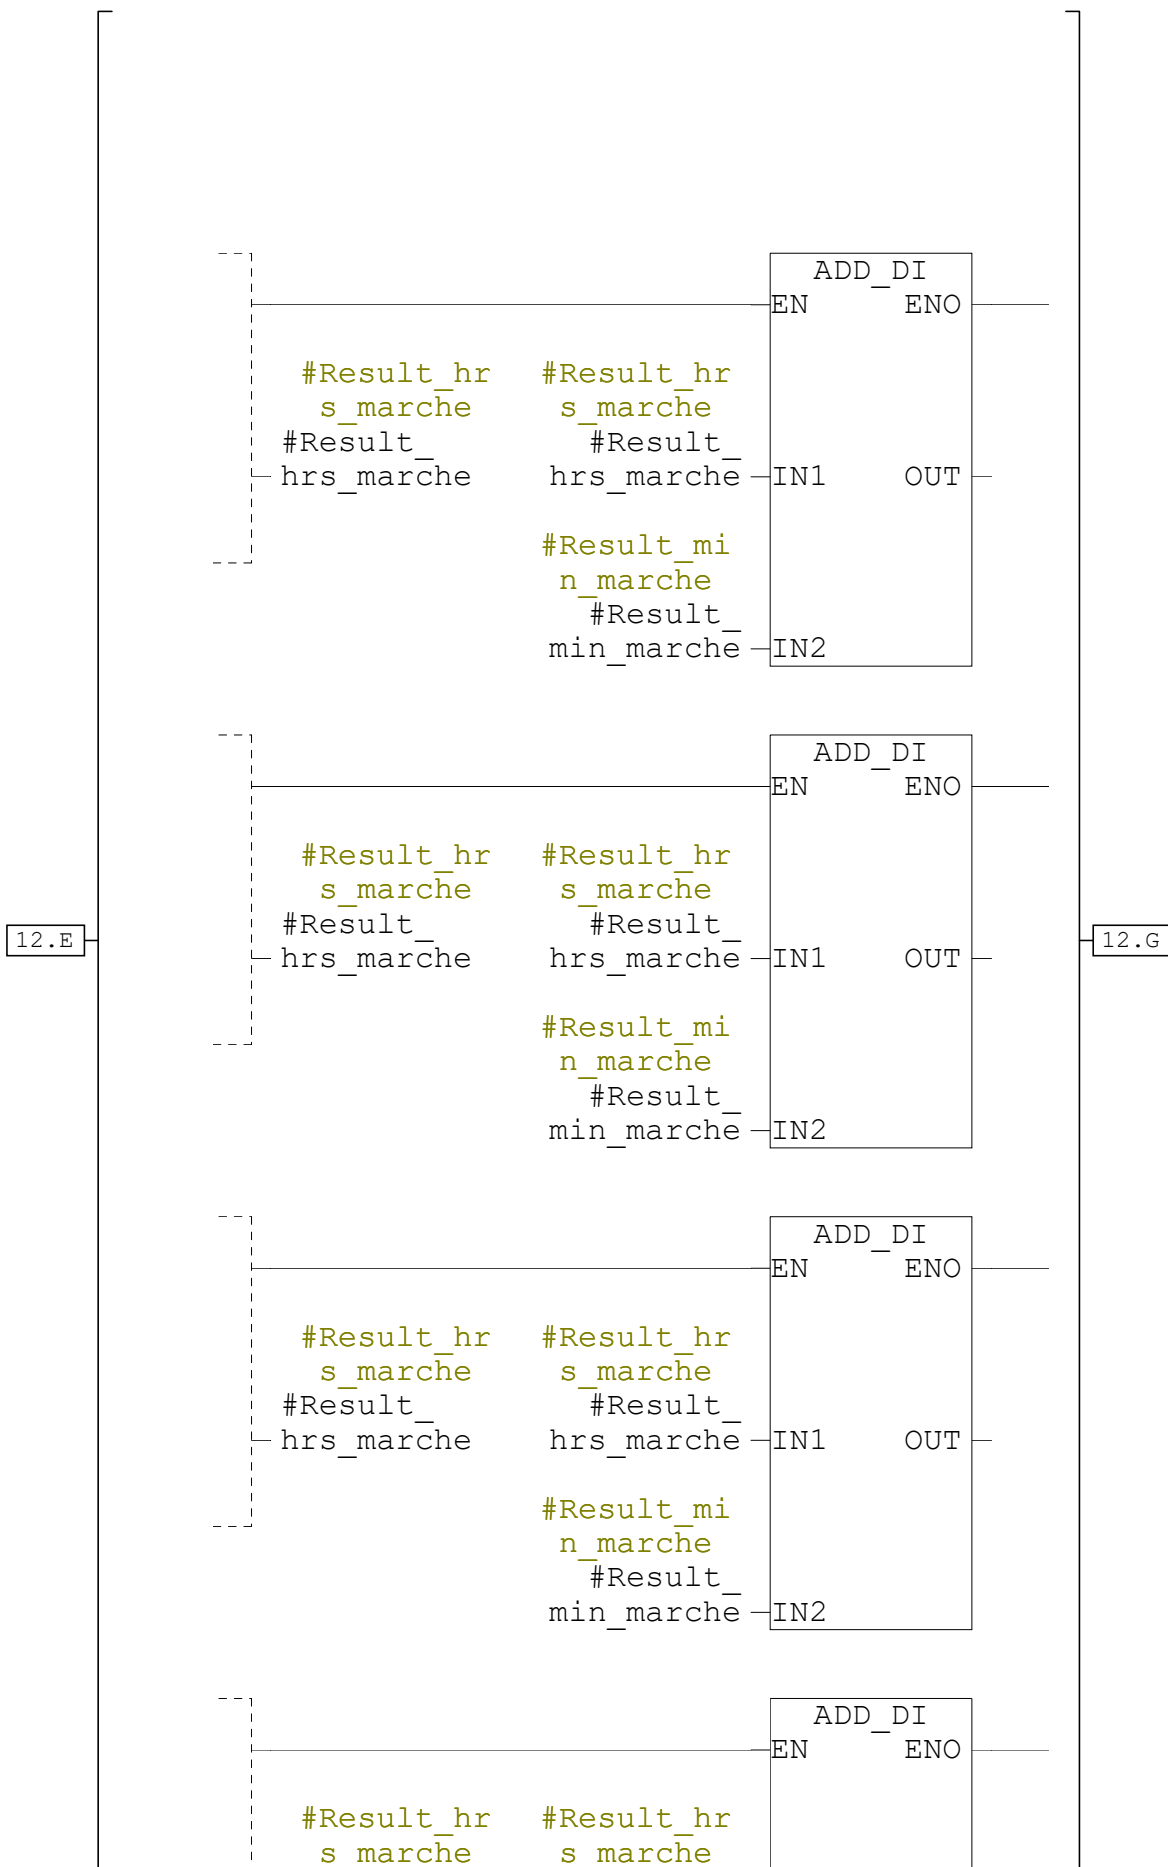 ADD_DI
EN ENO
#Result_hr #Result_hr
s_marche s_marche
#Result_ #Result_
hrs_marche hrs_marche IN1 OUT
#Result_mi
n_marche
#Result_
min_marche IN2
ADD_DI
EN ENO
#Result_hr #Result_hr
s_marche s_marche
#Result_ #Result_
12.E 12.G
hrs_marche hrs_marche IN1 OUT
#Result_mi
n_marche
#Result_
min_marche IN2
ADD_DI
EN ENO
#Result_hr #Result_hr
s_marche s_marche
#Result_ #Result_
hrs_marche hrs_marche IN1 OUT
#Result_mi
n_marche
#Result_
min_marche IN2
ADD_DI
EN ENO
#Result_hr #Result_hr
s marche s marche